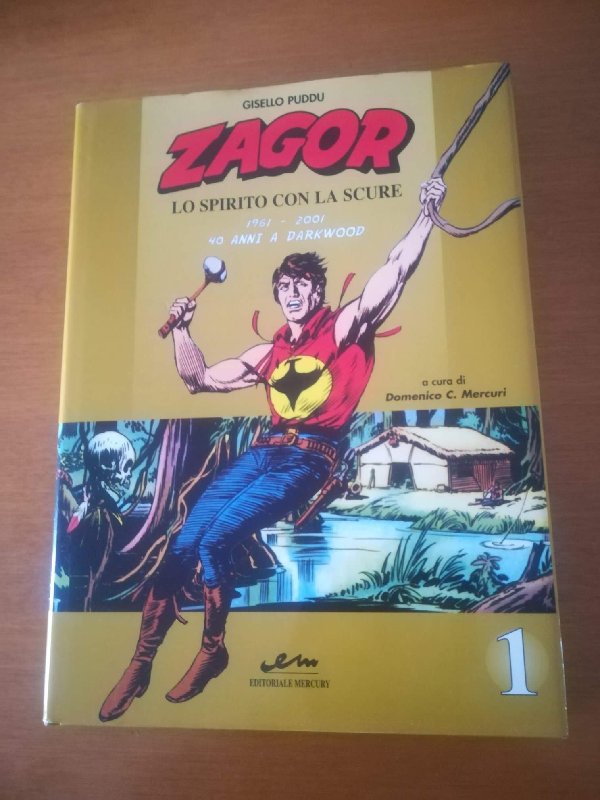 GISELLO PUDDU
ZAGOR
LO SPIRITO CON LA SCURE
1961 - 2001
40 ANNI A DARKWOOD
a cura di
Domenico C. Mercuri
em
EDITORIALE MERCURY
1